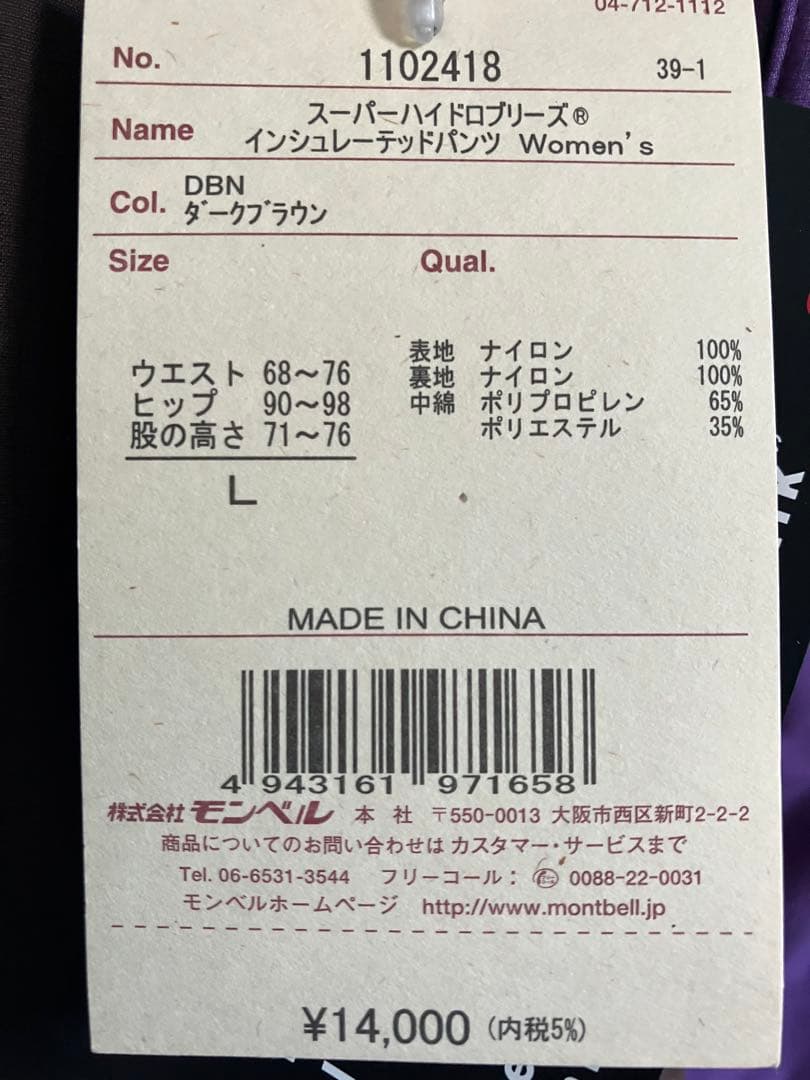 04-712-1112
No. 1102418 39-1
Name スーパーハイドロブリーズ®
インシュレーテッドパンツ Women's
Col. DBN
ダークブラウン
Size Qual.
ウエスト 68～76
ヒップ 90～98
股の高さ 71～76
L
表地 ナイロン 100%
裏地 ナイロン 100%
中綿 ポリプロピレン 65%
ポリエステル 35%
MADE IN CHINA
4 943161 971658
株式会社 モンベル 本 社 〒550-0013 大阪市西区新町2-2-2
商品についてのお問い合わせは カスタマー・サービスまで
Tel. 06-6531-3544 フリーコール： 0088-22-0031
モンベルホームページ http://www.montbell.jp
¥14,000 (内税5%)